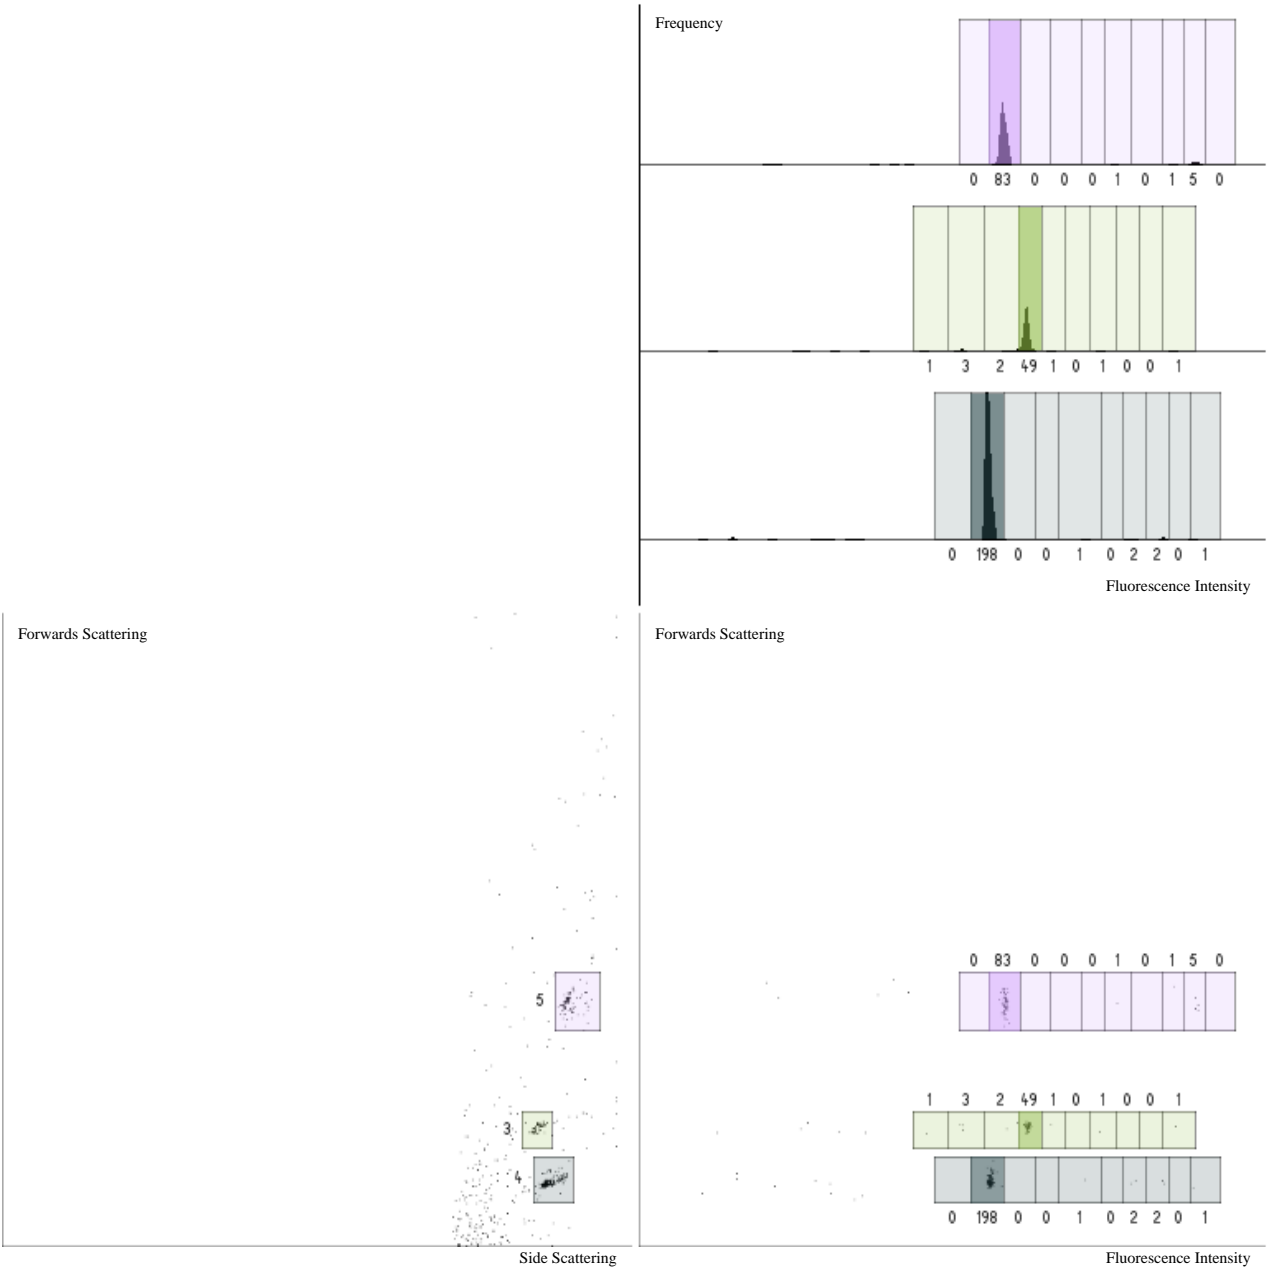 Frequency
0 83 0 0 0 1 0 1 5 0
1 3 2 49 1 0 1 0 0 1
0 198 0 0 1 0 2 2 0 1
Fluorescence Intensity
Forwards Scattering
5
3
4
Side Scattering
Forwards Scattering
0 83 0 0 0 1 0 1 5 0
1 3 2 49 1 0 1 0 0 1
0 198 0 0 1 0 2 2 0 1
Fluorescence Intensity